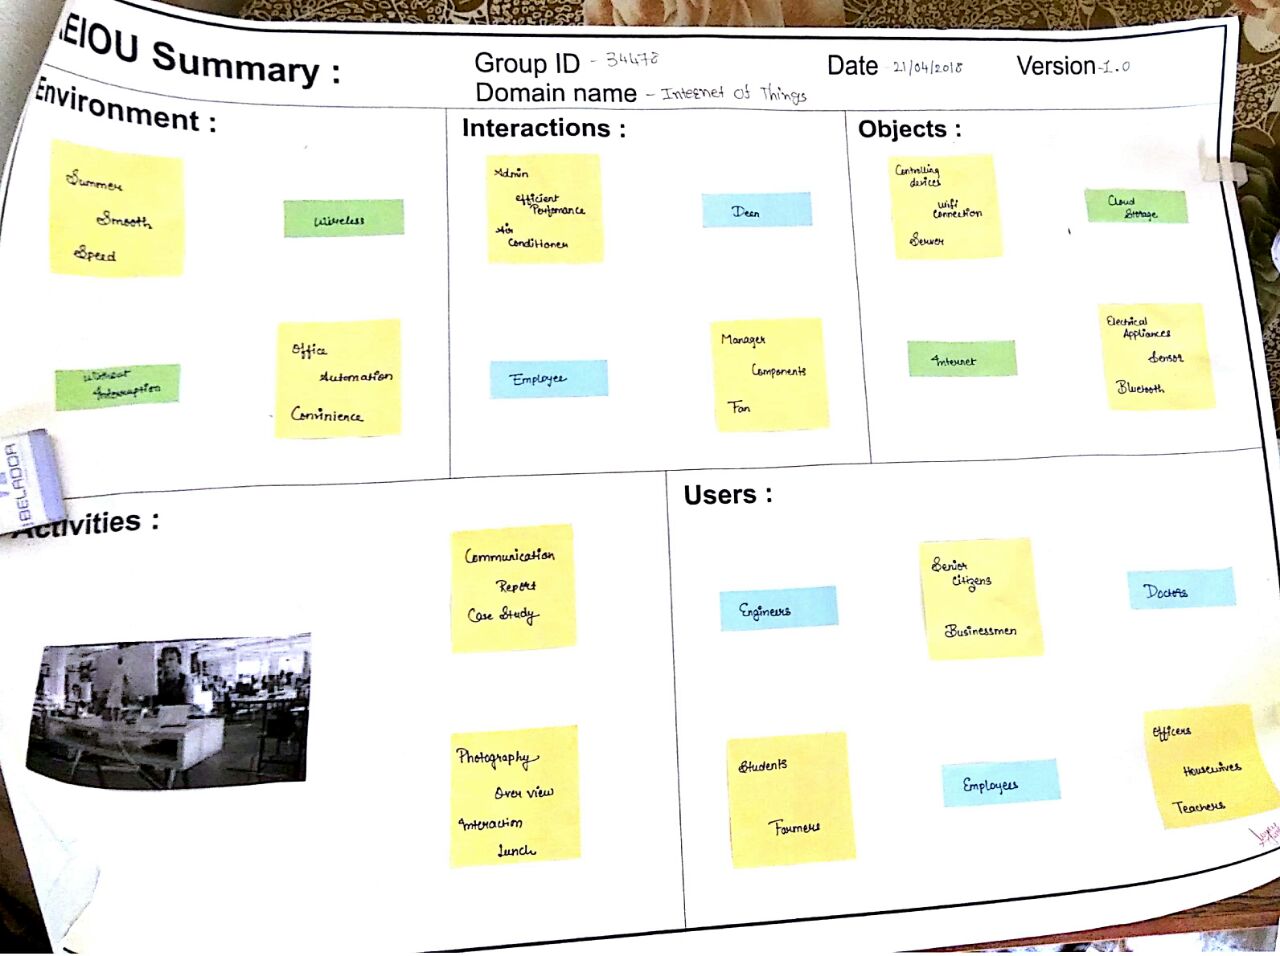 AEIOU Summary :
Group ID - 34478
Date - 21/04/2018
Version - 1.0
Domain name - Internet Of Things
Environment :
Summer
Smooth
Speed
Wireless
Without
Interruption
Office
Automation
Convinience
Interactions :
Admin
Efficient
Performance
Air
Conditioner
Deen
Employee
Manager
Components
Fan
Objects :
Controlling
devices
Wifi
Connection
Server
Cloud
Storage
Internet
Electrical
Appliances
Sensor
Bluetooth
Activities :
Communication
Report
Case Study
Photography
Over view
Interaction
Lunch
Users :
Engineers
Senior
Citizens
Businessmen
Doctors
Students
Farmers
Employees
Officers
Housewives
Teachers
BELADOR